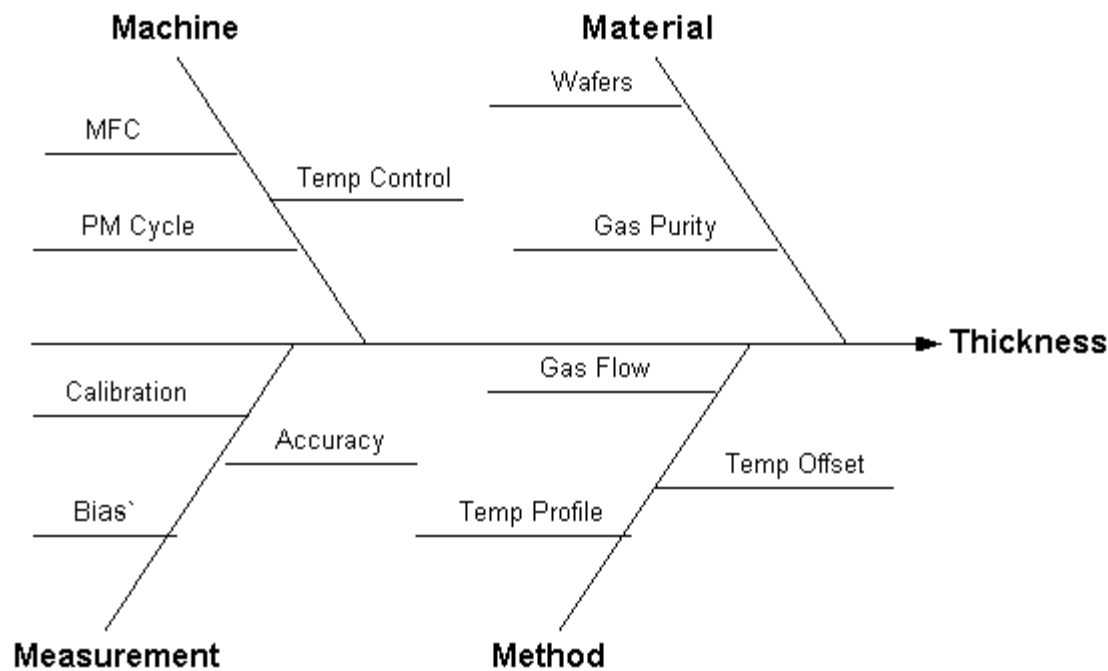 Machine
Material
Wafers
MFC
Temp Control
PM Cycle
Gas Purity
Thickness
Gas Flow
Calibration
Accuracy
Temp Offset
Bias`
Temp Profile
Measurement
Method